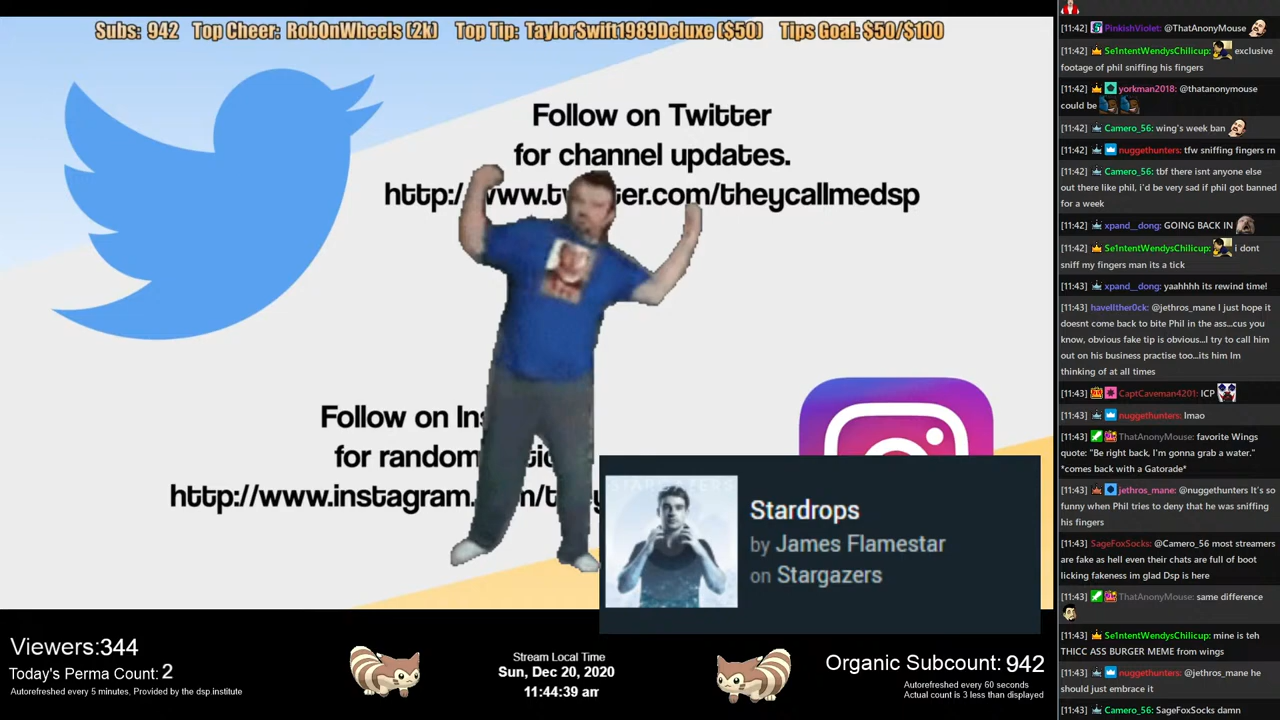 Subs: 942 Top Cheer: RobOnWheels (2k) Top Tip: TaylorSwift1989Deluxe ($50) Tips Goal: $50/$100
Follow on Twitter
for channel updates.
http://www.tw ter.com/theycallmedsp
Follow on Ins
for random
http://www.instagram. m/they
STARGAZERS
Stardrops
by James Flamestar
on Stargazers
Viewers:344
Today's Perma Count: 2
Autorefreshed every 5 minutes, Provided by the dsp.institute
Stream Local Time
Sun, Dec 20, 2020
11:44:39 am
Organic Subcount: 942
Autorefreshed every 60 seconds
Actual count is 3 less than displayed
[11:42] PinkishViolet: @ThatAnonyMouse
[11:42] Se1ntentWendysChilicup: exclusive
footage of phil sniffing his fingers
[11:42] yorkman2018: @thatanonymouse
could be
[11:42] Camero_56: wing's week ban
[11:42] nuggethunters: tfw sniffing fingers rn
[11:42] Camero_56: tbf there isnt anyone else
out there like phil, i'd be very sad if phil got banned
for a week
[11:42] xpand__dong: GOING BACK IN
[11:42] Se1ntentWendysChilicup: i dont
sniff my fingers man its a tick
[11:43] xpand__dong: yaahhhh its rewind time!
[11:43] havellther0ck: @jethros_mane I just hope it
doesnt come back to bite Phil in the ass...cus you
know, obvious fake tip is obvious...I try to call him
out on his business practise too...its him Im
thinking of at all times
[11:43] CaptCaveman4201: ICP
[11:43] nuggethunters: lmao
[11:43] ThatAnonyMouse: favorite Wings
quote: "Be right back, I'm gonna grab a water."
*comes back with a Gatorade*
[11:43] jethros_mane: @nuggethunters It's so
funny when Phil tries to deny that he was sniffing
his fingers
[11:43] SageFoxSocks: @Camero_56 most streamers
are fake as hell even their chats are full of boot
licking fakeness im glad Dsp is here
[11:43] ThatAnonyMouse: same difference
[11:43] Se1ntentWendysChilicup: mine is teh
THICC ASS BURGER MEME from wings
[11:43] nuggethunters: @jethros_mane he
should just embrace it
[11:43] Camero_56: SageFoxSocks damn